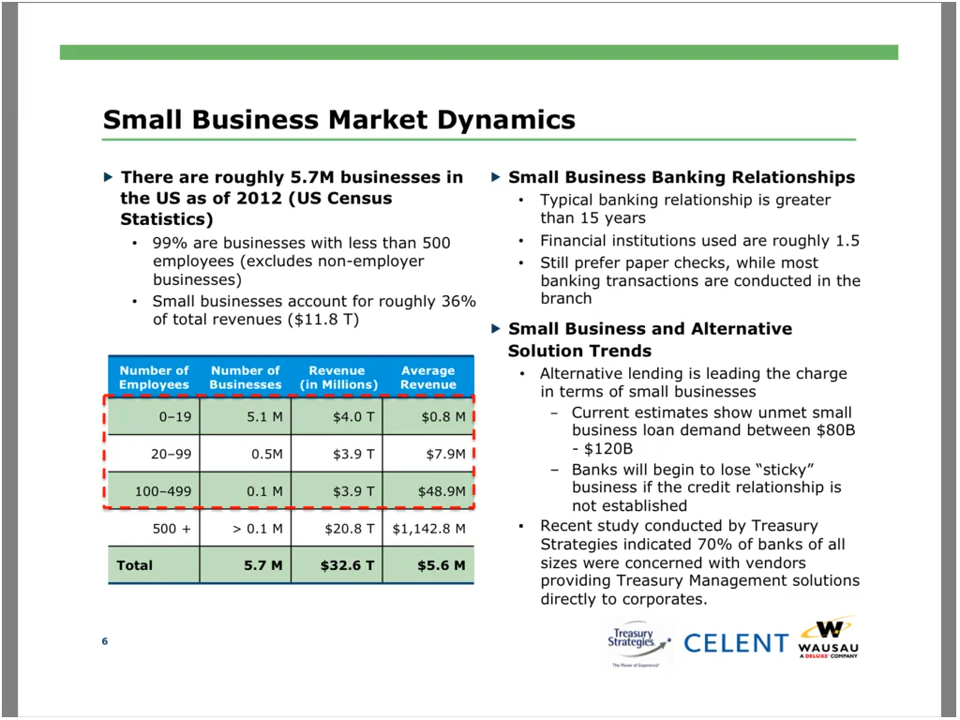 Small Business Market Dynamics
There are roughly 5.7M businesses in
the US as of 2012 (US Census
Statistics)
• 99% are businesses with less than 500
employees (excludes non-employer
businesses)
• Small businesses account for roughly 36%
of total revenues ($11.8 T)
Number of Employees Number of Businesses Revenue (in Millions) Average Revenue
0–19 5.1 M $4.0 T $0.8 M
20–99 0.5M $3.9 T $7.9M
100–499 0.1 M $3.9 T $48.9M
500 + > 0.1 M $20.8 T $1,142.8 M
Total 5.7 M $32.6 T $5.6 M
Small Business Banking Relationships
• Typical banking relationship is greater
than 15 years
• Financial institutions used are roughly 1.5
• Still prefer paper checks, while most
banking transactions are conducted in the
branch
Small Business and Alternative
Solution Trends
• Alternative lending is leading the charge
in terms of small businesses
– Current estimates show unmet small
business loan demand between $80B
- $120B
– Banks will begin to lose “sticky”
business if the credit relationship is
not established
• Recent study conducted by Treasury
Strategies indicated 70% of banks of all
sizes were concerned with vendors
providing Treasury Management solutions
directly to corporates.
6
Treasury
Strategies
The Power of Experience
CELENT
W
WAUSAU
A DELUXE COMPANY